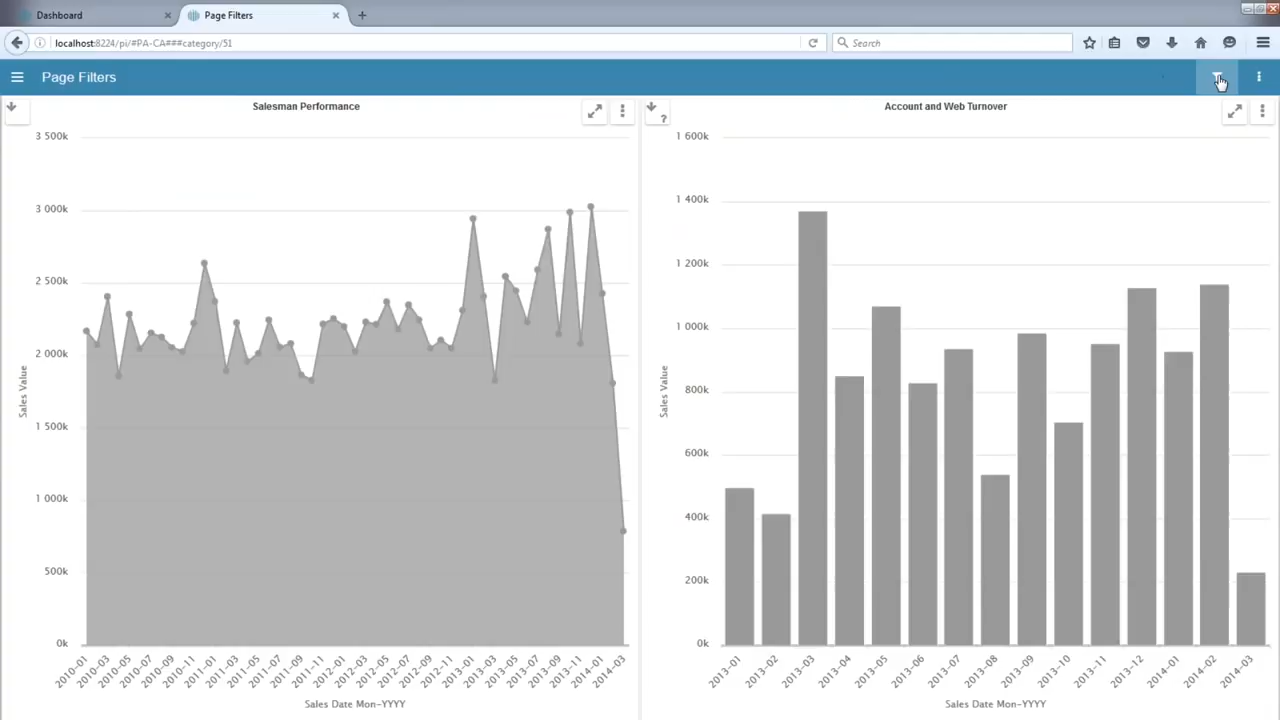 Dashboard
Page Filters
localhost:8224/pi/#PA-CA###category/51
Search
Page Filters
Salesman Performance
3 500k
3 000k
2 500k
2 000k
1 500k
1 000k
500k
0k
Sales Value
2010-01
2010-03
2010-05
2010-07
2010-09
2010-11
2011-01
2011-03
2011-05
2011-07
2011-09
2011-11
2012-01
2012-03
2012-05
2012-07
2012-09
2012-11
2013-01
2013-03
2013-05
2013-07
2013-09
2013-11
2014-01
2014-03
Sales Date Mon-YYYY
?
Account and Web Turnover
1 600k
1 400k
1 200k
1 000k
800k
600k
400k
200k
0k
Sales Value
2013-01
2013-02
2013-03
2013-04
2013-05
2013-06
2013-07
2013-08
2013-09
2013-10
2013-11
2013-12
2014-01
2014-02
2014-03
Sales Date Mon-YYYY